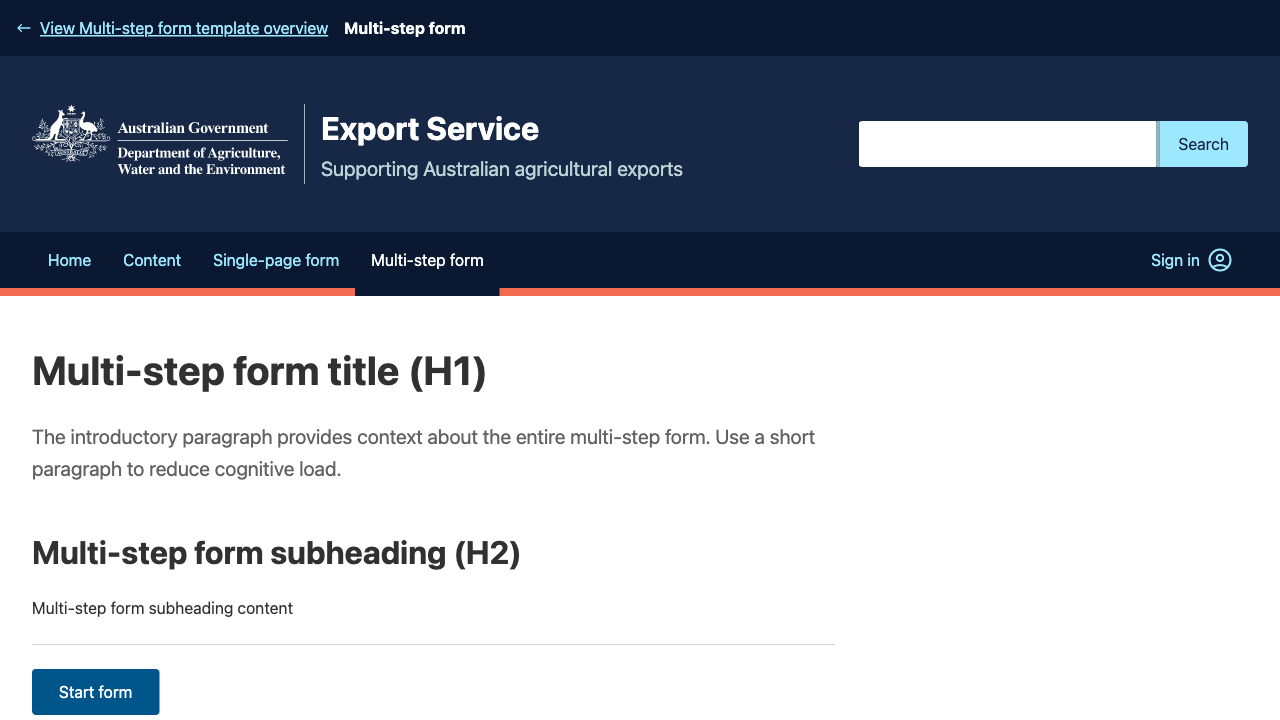 View Multi-step form template overview Multi-step form
Australian Government
Department of Agriculture,
Water and the Environment
Export Service
Supporting Australian agricultural exports
Search
Home Content Single-page form Multi-step form Sign in
Multi-step form title (H1)
The introductory paragraph provides context about the entire multi-step form. Use a short
paragraph to reduce cognitive load.
Multi-step form subheading (H2)
Multi-step form subheading content
Start form